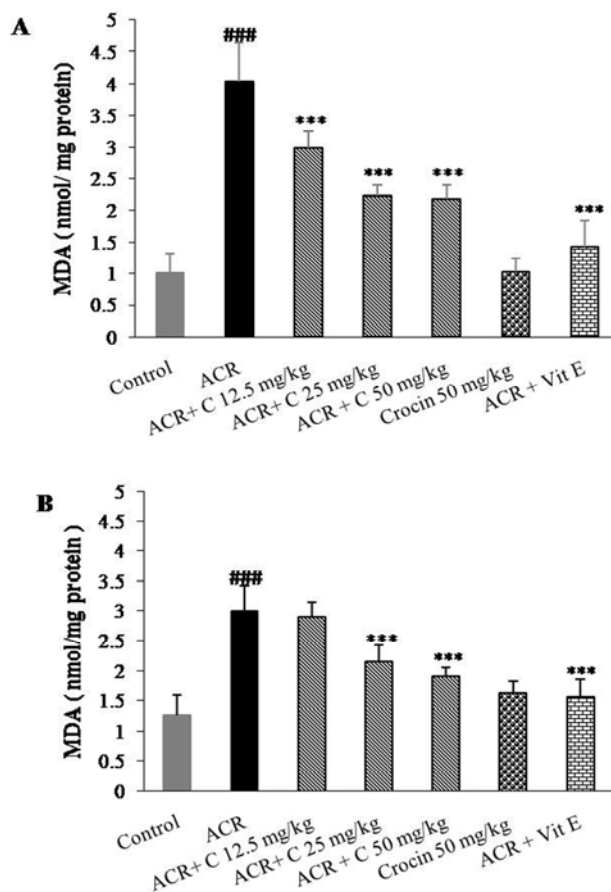 A
MDA ( nmol/ mg protein)
5
4.5
4
3.5
3
2.5
2
1.5
1
0.5
0
###
***
***
***
***
Control
ACR
ACR+ C 12.5 mg/kg
ACR+ C 25 mg/kg
ACR + C 50 mg/kg
Crocin 50 mg/kg
ACR + Vit E
B
MDA ( nmol/mg protein )
5
4.5
4
3.5
3
2.5
2
1.5
1
0.5
0
###
***
***
***
Control
ACR
ACR+ C 12.5 mg/kg
ACR+ C 25 mg/kg
ACR + C 50 mg/kg
Crocin 50 mg/kg
ACR + Vit E